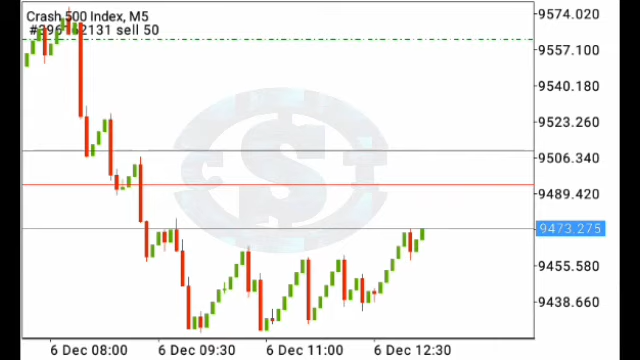 Crash 500 Index, M5
2131 sell 50
9574.020
9557.100
9540.180
9523.260
9506.340
9489.420
9473.275
9455.580
9438.660
6 Dec 08:00
6 Dec 09:30
6 Dec 11:00
6 Dec 12:30